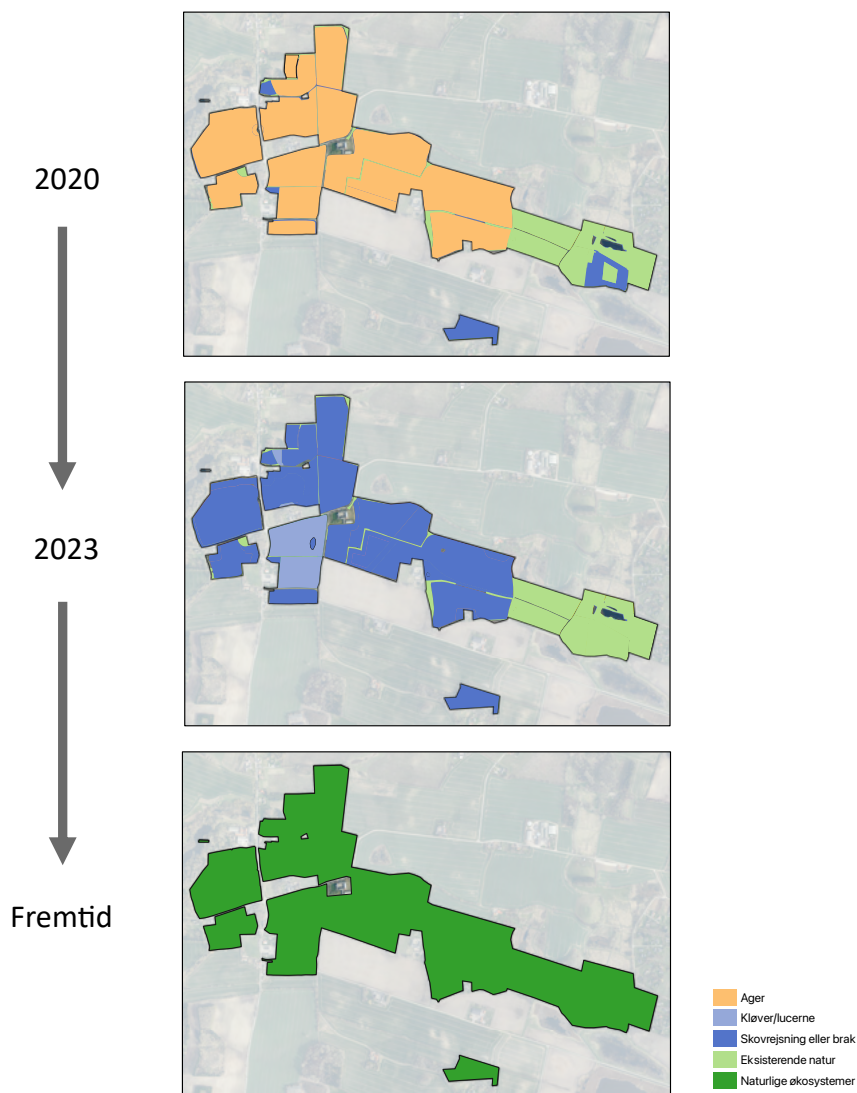 2020
2023
Fremtid
Ager
Kløver/lucerne
Skovrejsning eller brak
Eksisterende natur
Naturlige økosystemer